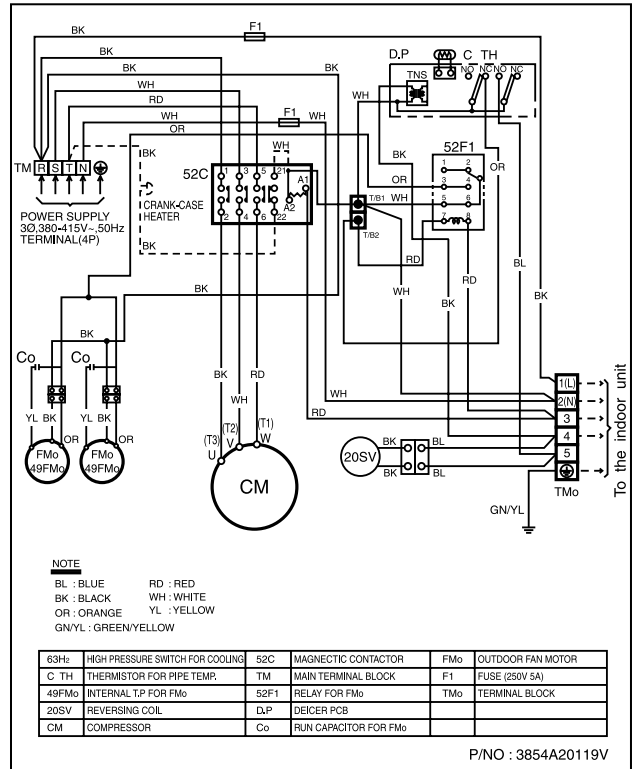 BK
F1
BK
BK
WH
RD
WH
F1
WH
OR
D.P
C TH
NO NC NO NC
TNS
WH
BK
52F1
OR
1 2
3 4
5 6
7 8
OR
T/B1
WH
T/B2
RD
TM
R S T N
BK
52C
WH
1 3 5 21
A1
A2
2 4 6 22
CRANK-CASE
HEATER
BK
POWER SUPPLY
3Ø,380-415V~,50Hz
TERMINAL(4P)
RD
WH
BK
BL
BK
BK
BK
Co
Co
YL BK
OR
YL BK
OR
FMo
49FMo
FMo
49FMo
BK
WH
RD
(T3)
U
(T2)
V
(T1)
W
CM
WH
RD
1(L)
2(N)
3
4
5
TMo
To the indoor unit
20SV
BK
BL
BK
BL
GN/YL
NOTE
BL : BLUE
RD : RED
BK : BLACK
WH : WHITE
OR : ORANGE
YL : YELLOW
GN/YL : GREEN/YELLOW
63H2 HIGH PRESSURE SWITCH FOR COOLING 52C MAGNECTIC CONTACTOR FMo OUTDOOR FAN MOTOR
C TH THERMISTOR FOR PIPE TEMP. TM MAIN TERMINAL BLOCK F1 FUSE (250V 5A)
49FMo INTERNAL T.P FOR FMo 52F1 RELAY FOR FMo TMo TERMINAL BLOCK
20SV REVERSING COIL D.P DEICER PCB
CM COMPRESSOR Co RUN CAPACITOR FOR FMo
P/NO : 3854A20119V